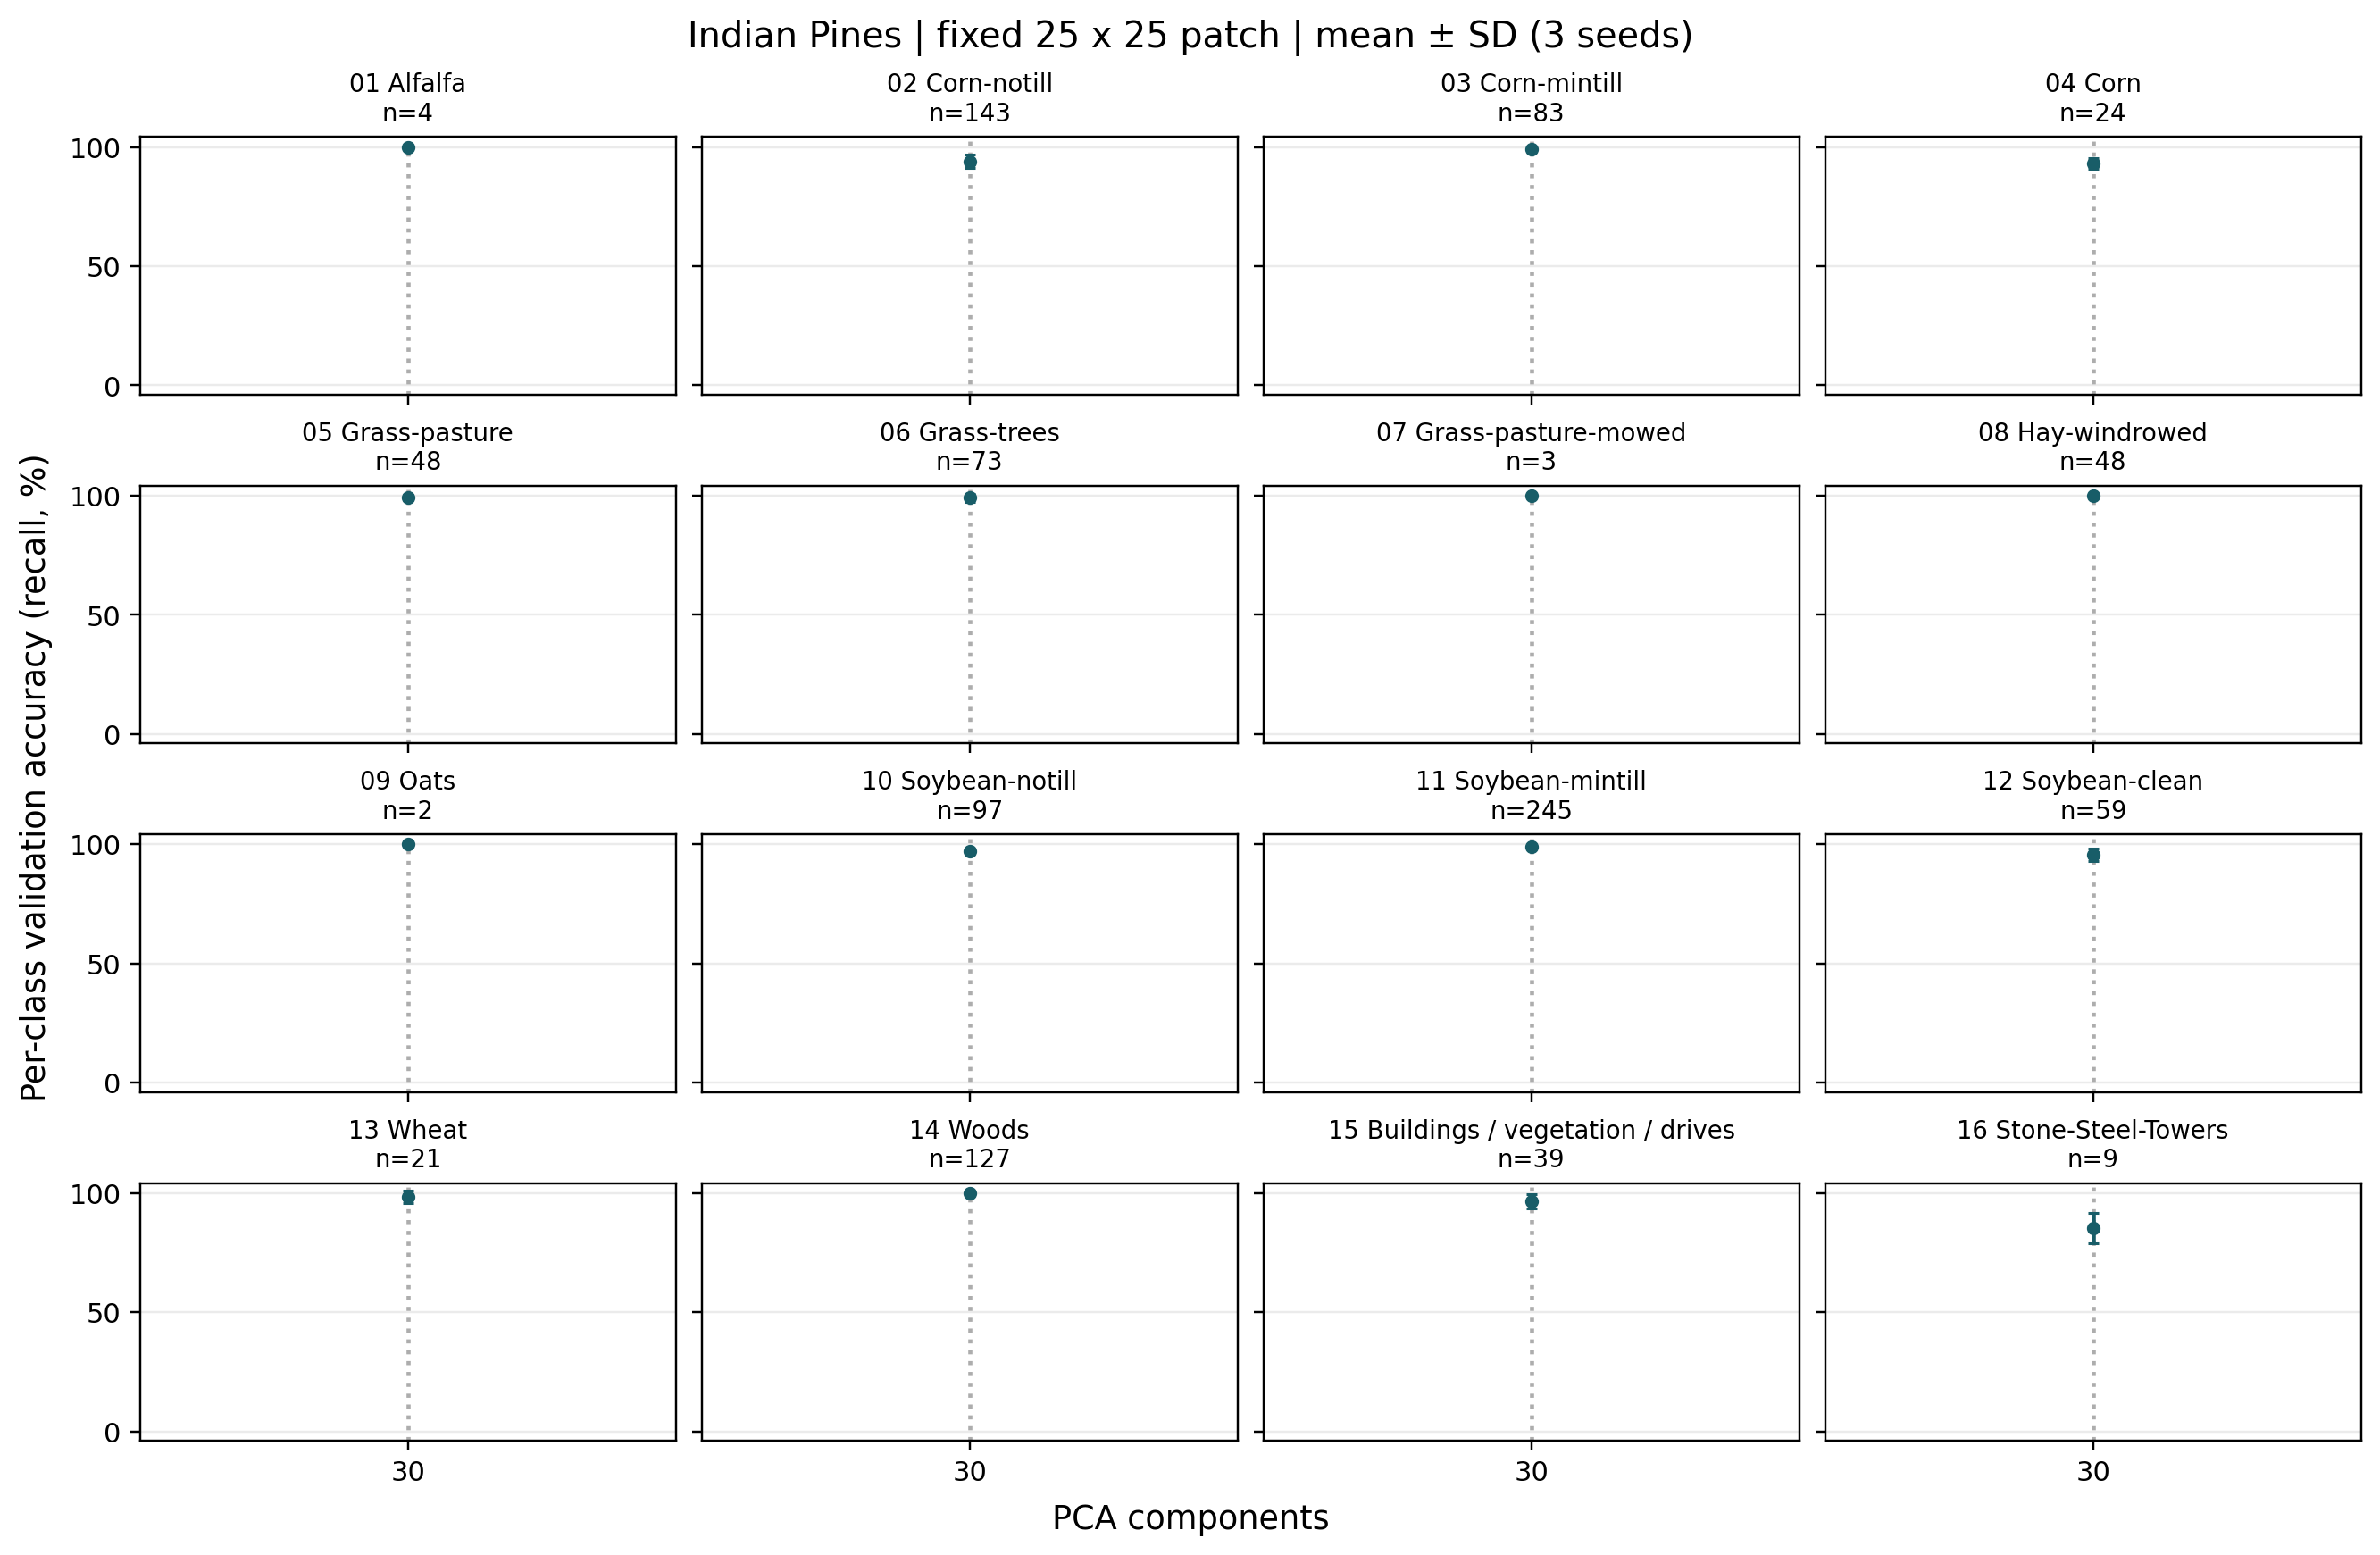 Indian Pines | fixed 25 x 25 patch | mean ± SD (3 seeds)
01 Alfalfa
n=4
02 Corn-notill
n=143
03 Corn-mintill
n=83
04 Corn
n=24
100
50
0
05 Grass-pasture
n=48
06 Grass-trees
n=73
07 Grass-pasture-mowed
n=3
08 Hay-windrowed
n=48
100
50
0
09 Oats
n=2
10 Soybean-notill
n=97
11 Soybean-mintill
n=245
12 Soybean-clean
n=59
100
50
0
13 Wheat
n=21
14 Woods
n=127
15 Buildings / vegetation / drives
n=39
16 Stone-Steel-Towers
n=9
100
50
0
30
30
30
30
PCA components
Per-class validation accuracy (recall, %)